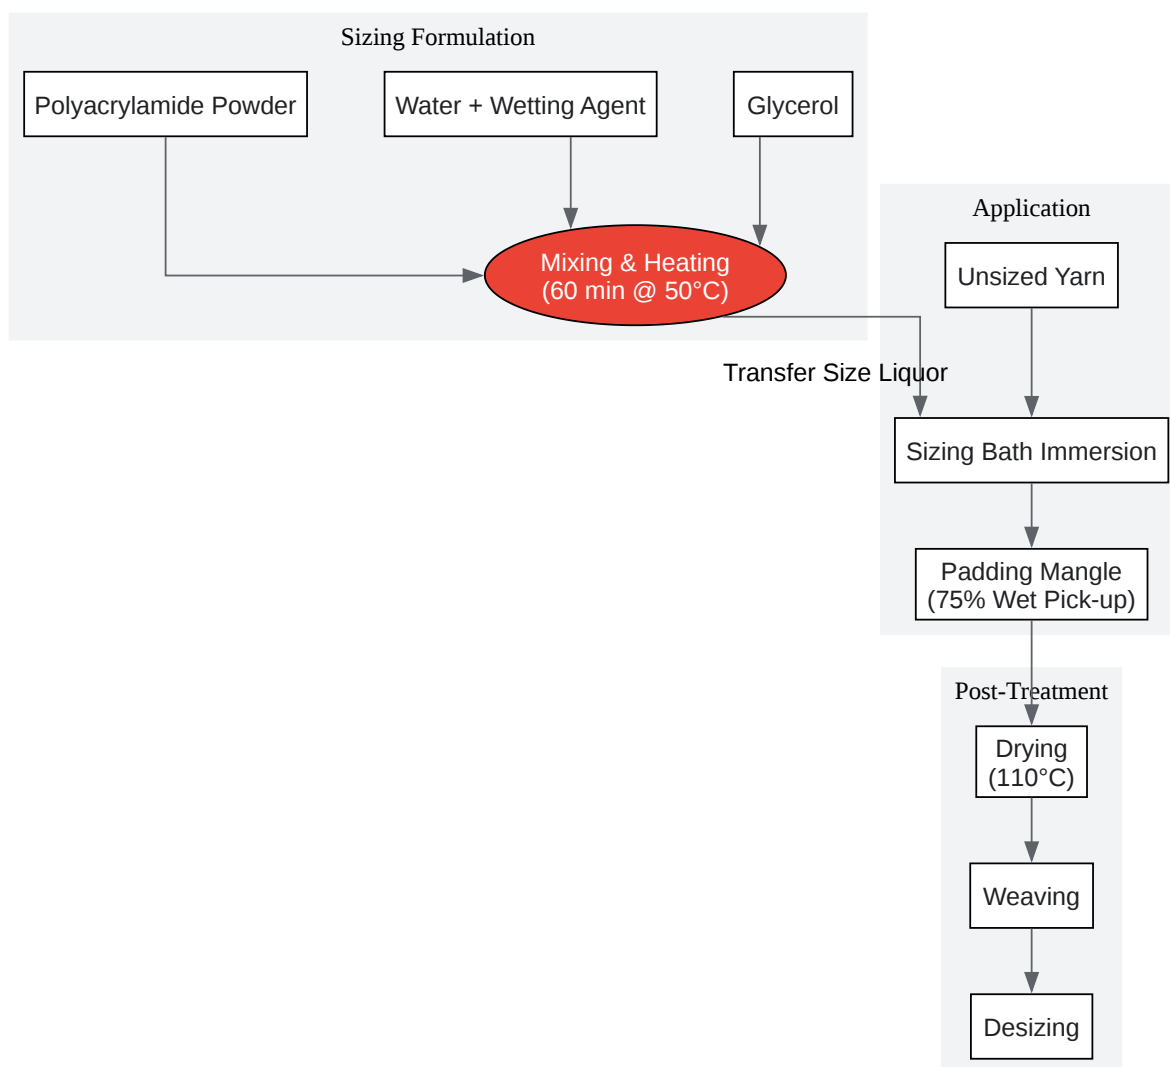 Sizing Formulation
Polyacrylamide Powder
Water + Wetting Agent
Glycerol
Mixing & Heating
(60 min @ 50°C)
Transfer Size Liquor
Application
Unsized Yarn
Sizing Bath Immersion
Padding Mangle
(75% Wet Pick-up)
Post-Treatment
Drying
(110°C)
Weaving
Desizing